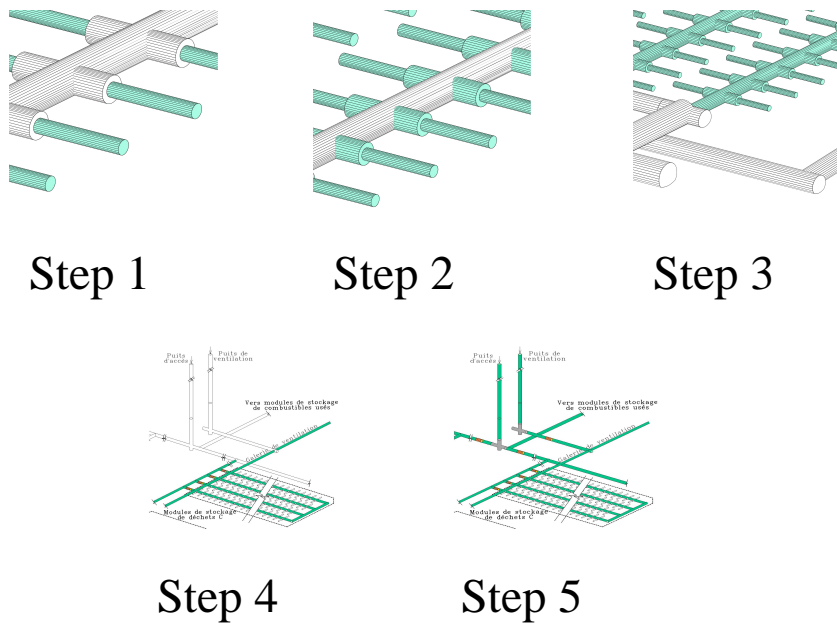 Step 1
Step 2
Step 3
Puits
d'accés
Puits de
ventilation
Vers modules de stockage
de combustibles usés
Galerie de ventilation
Modules de stockage
de déchets C
Step 4
Puits
d'accés
Puits de
ventilation
Vers modules de stockage
de combustibles usés
Galerie de ventilation
Modules de stockage
de déchets C
Step 5